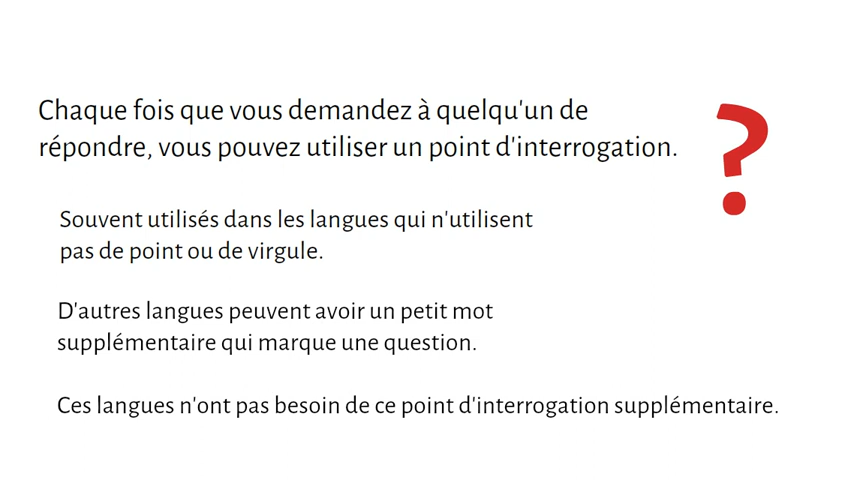 Chaque fois que vous demandez à quelqu'un de
répondre, vous pouvez utiliser un point d'interrogation.
?
Souvent utilisés dans les langues qui n'utilisent
pas de point ou de virgule.
D'autres langues peuvent avoir un petit mot
supplémentaire qui marque une question.
Ces langues n'ont pas besoin de ce point d'interrogation supplémentaire.